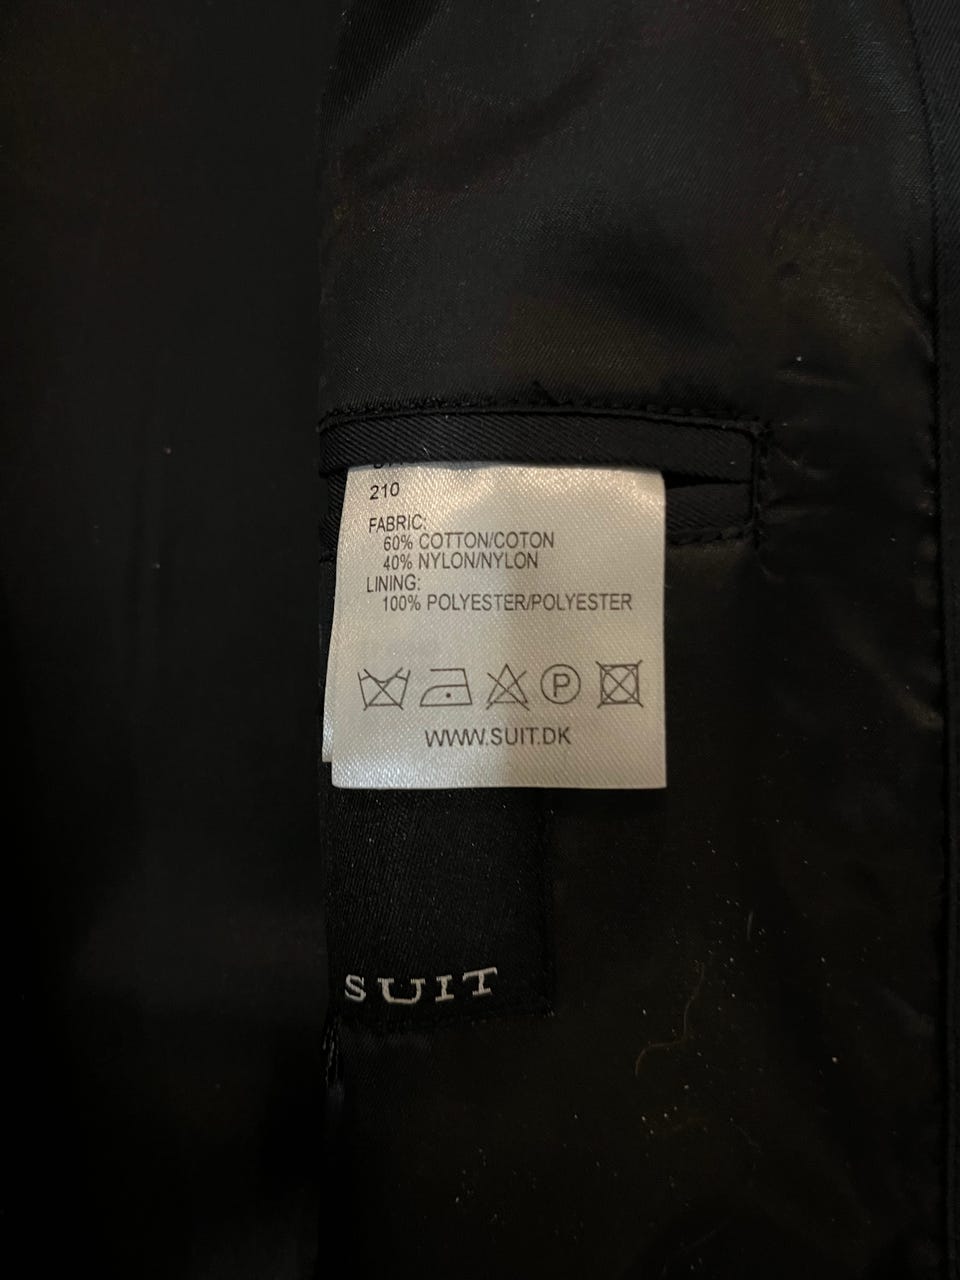 210
FABRIC:
60% COTTON/COTON
40% NYLON/NYLON
LINING:
100% POLYESTER/POLYESTER
P
WWW.SUIT.DK
SUIT